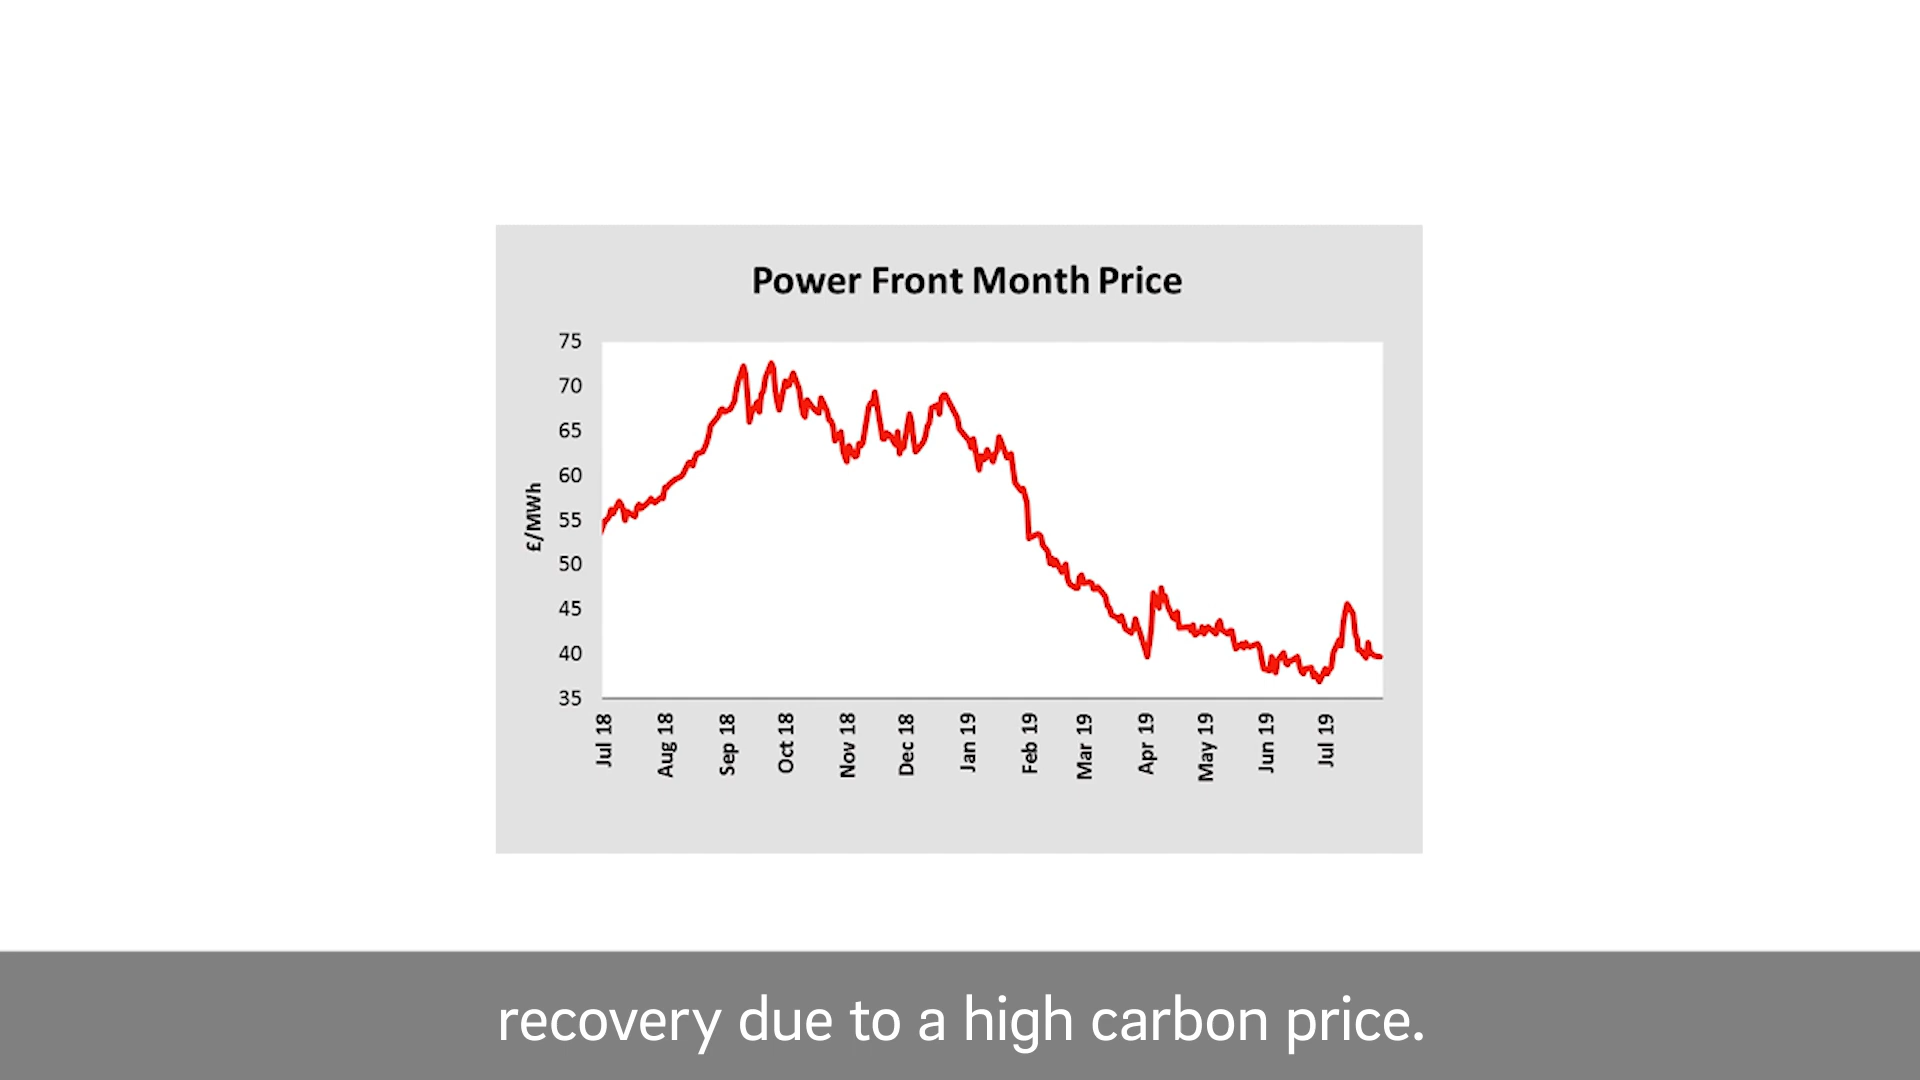 Power Front Month Price
£/MWh
75
70
65
60
55
50
45
40
35
Jul 18
Aug 18
Sep 18
Oct 18
Nov 18
Dec 18
Jan 19
Feb 19
Mar 19
Apr 19
May 19
Jun 19
Jul 19
recovery due to a high carbon price.